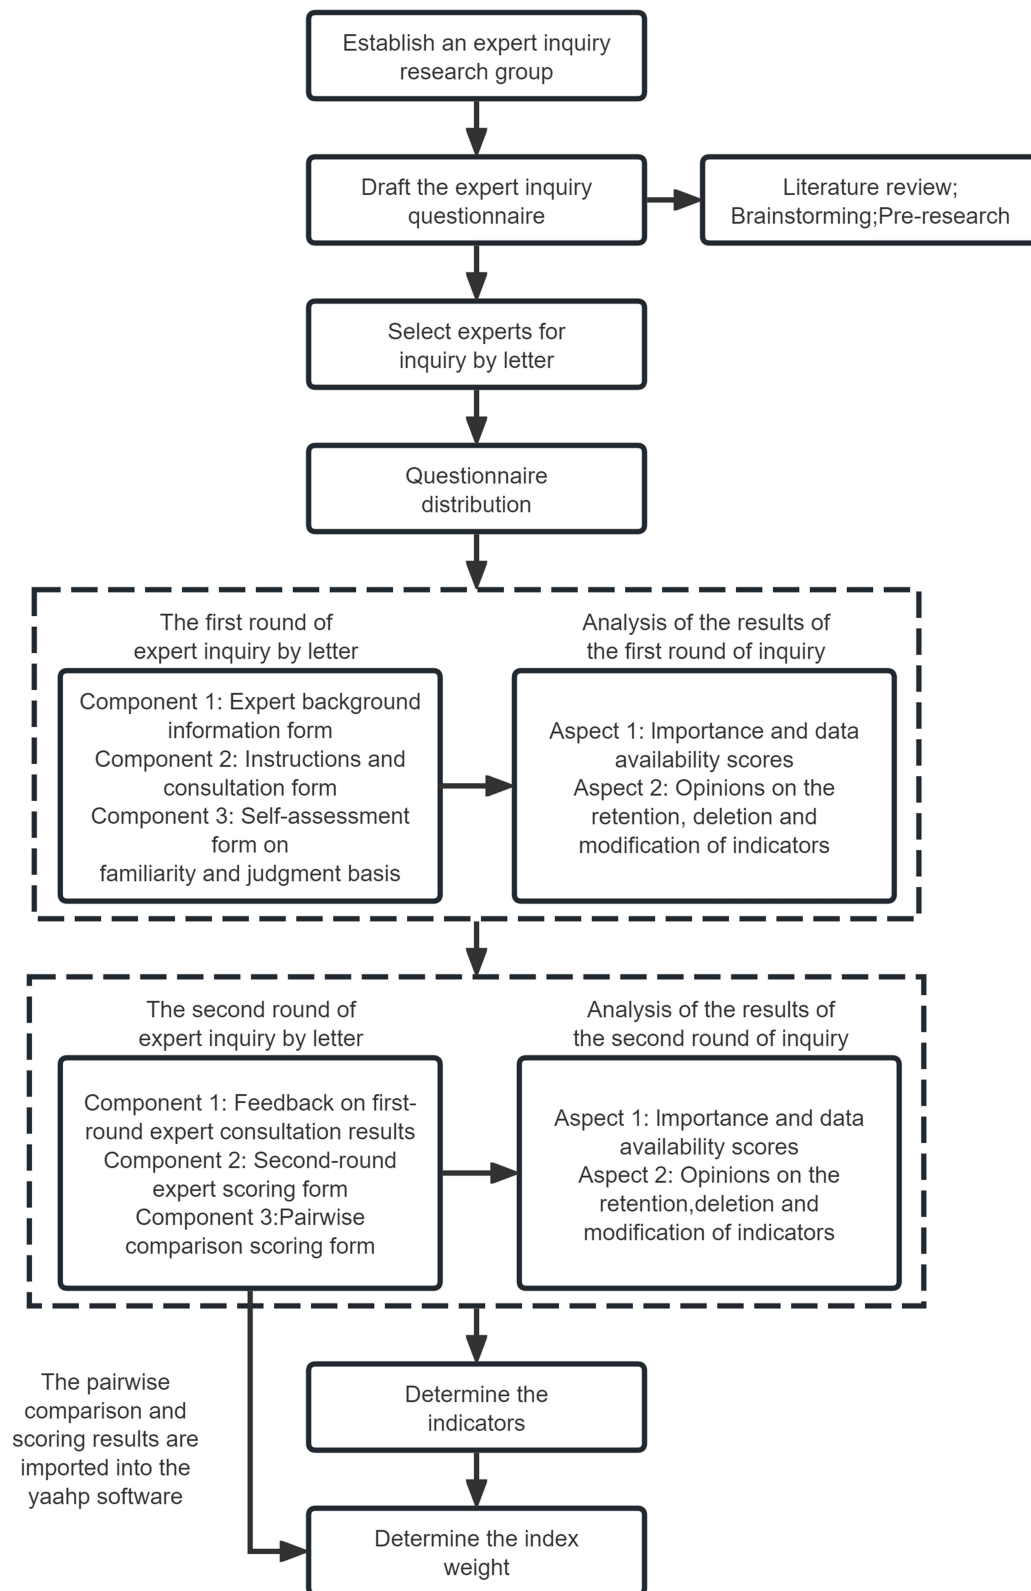 Establish an expert inquiry
research group
Draft the expert inquiry
questionnaire
Literature review;
Brainstorming;Pre-research
Select experts for
inquiry by letter
Questionnaire
distribution
The first round of
expert inquiry by letter
Component 1: Expert background
information form
Component 2: Instructions and
consultation form
Component 3: Self-assessment
form on
familiarity and judgment basis
Analysis of the results of
the first round of inquiry
Aspect 1: Importance and data
availability scores
Aspect 2: Opinions on the
retention, deletion and
modification of indicators
The second round of
expert inquiry by letter
Component 1: Feedback on first-
round expert consultation results
Component 2: Second-round
expert scoring form
Component 3:Pairwise
comparison scoring form
Analysis of the results of
the second round of inquiry
Aspect 1: Importance and data
availability scores
Aspect 2: Opinions on the
retention,deletion and
modification of indicators
The pairwise
comparison and
scoring results are
imported into the
yaahp software
Determine the
indicators
Determine the index
weight